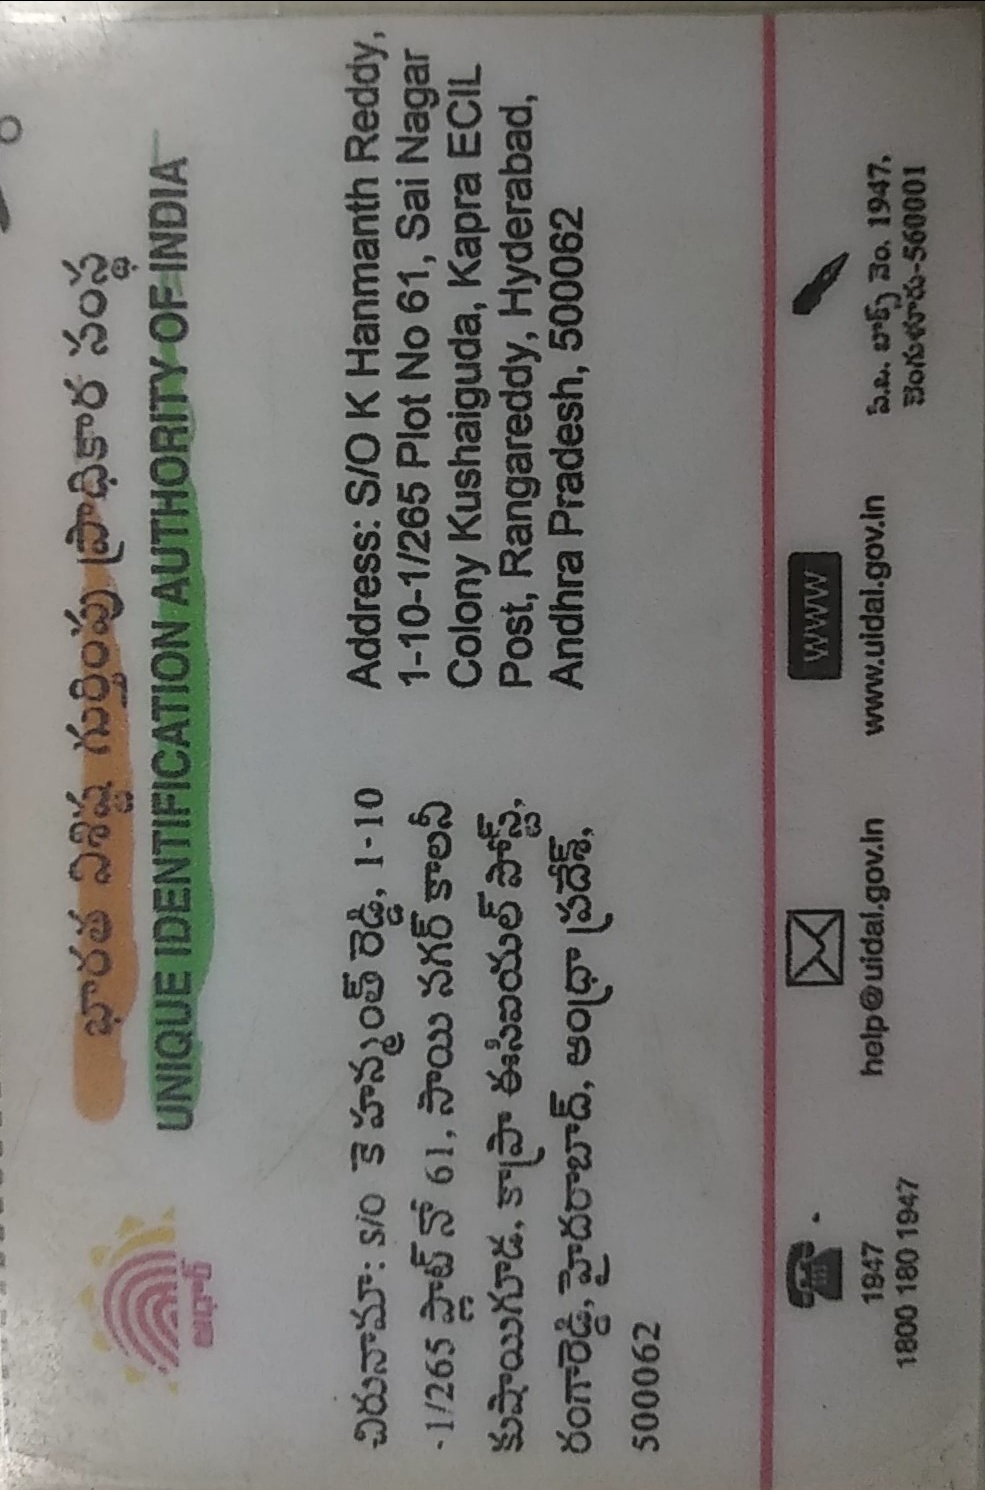 భారత విశిష్ట గుర్తింపు ప్రాధికార సంస్థ
UNIQUE IDENTIFICATION AUTHORITY OF INDIA
ఆధార్
చిరునామా: S/O కె హన్మంత్ రెడ్డి, 1-10
-1/265 ప్లాట్ నో 61, సాయి నగర్ కాలనీ
కుషాయిగూడ, కాప్రా ఈసిఐయల్ పోస్ట్,
రంగారెడ్డి, హైదరాబాద్, ఆంధ్రా ప్రదేశ్,
500062
Address: S/O K Hanmanth Reddy,
1-10-1/265 Plot No 61, Sai Nagar
Colony Kushaiguda, Kapra ECIL
Post, Rangareddy, Hyderabad,
Andhra Pradesh, 500062
1947
1800 180 1947
help@uidai.gov.in
WWW
www.uidai.gov.in
పి.బి. బాక్స్ నెం. 1947,
బెంగుళూరు-560001